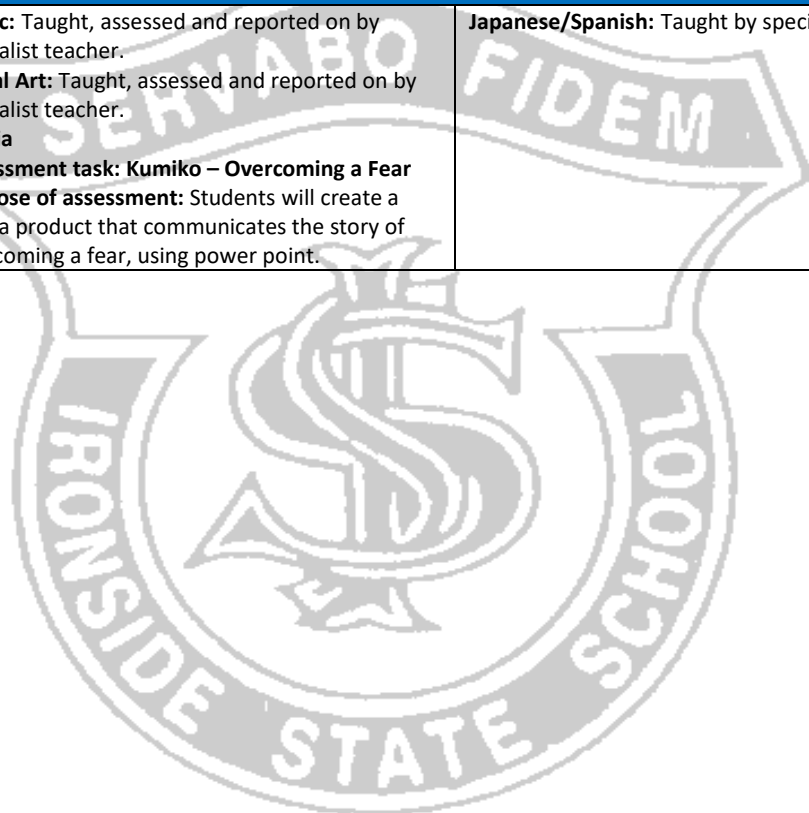 c: Taught, assessed and reported on by
alist teacher.
l Art: Taught, assessed and reported on by
alist teacher.
ia
ssment task: Kumiko – Overcoming a Fear
ose of assessment: Students will create a
a product that communicates the story of
coming a fear, using power point.
Japanese/Spanish: Taught by speci
SERVABO FIDEM
IRONSIDE STATE SCHOOL
ISS